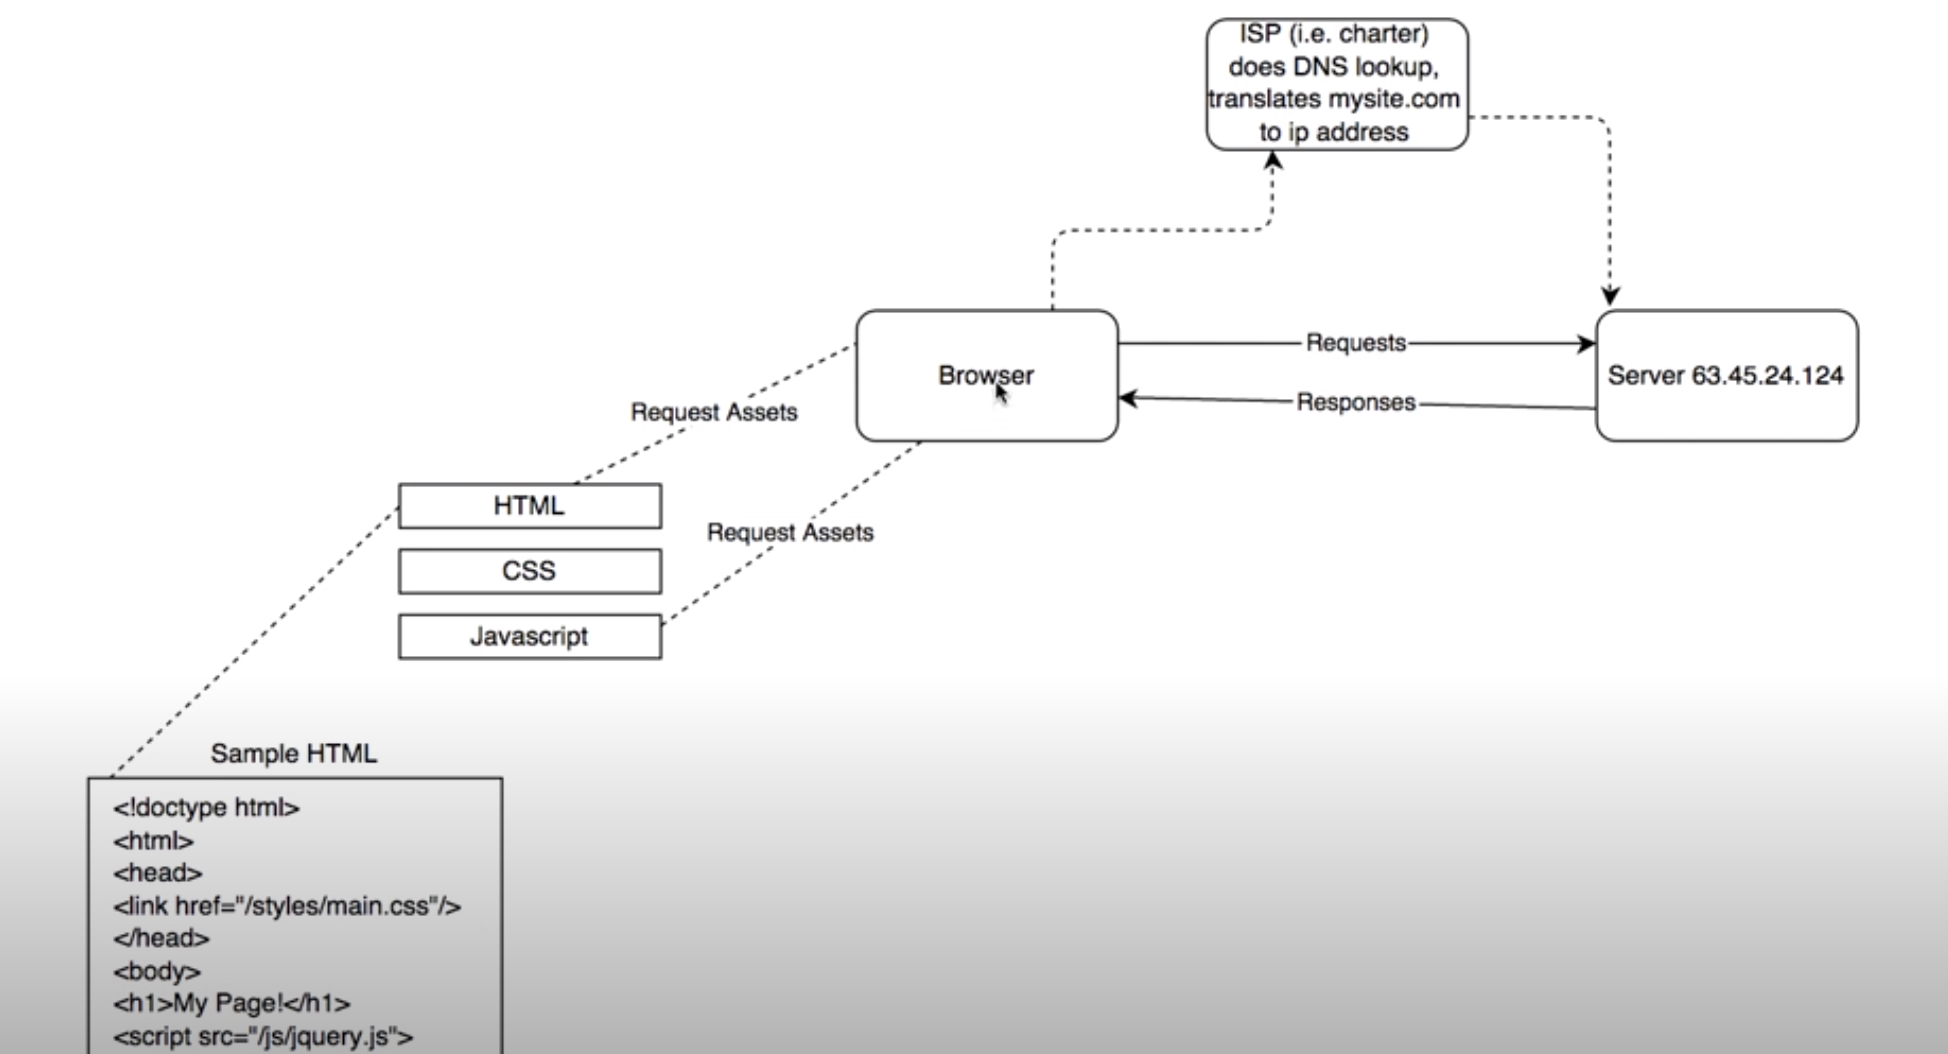 ISP (i.e. charter)
does DNS lookup,
translates mysite.com
to ip address
Requests
Browser
Server 63.45.24.124
Responses
Request Assets
HTML
Request Assets
CSS
Javascript
Sample HTML
<!doctype html>
<html>
<head>
<link href="/styles/main.css"/>
</head>
<body>
<h1>My Page!</h1>
<script src="/js/jquery.js">